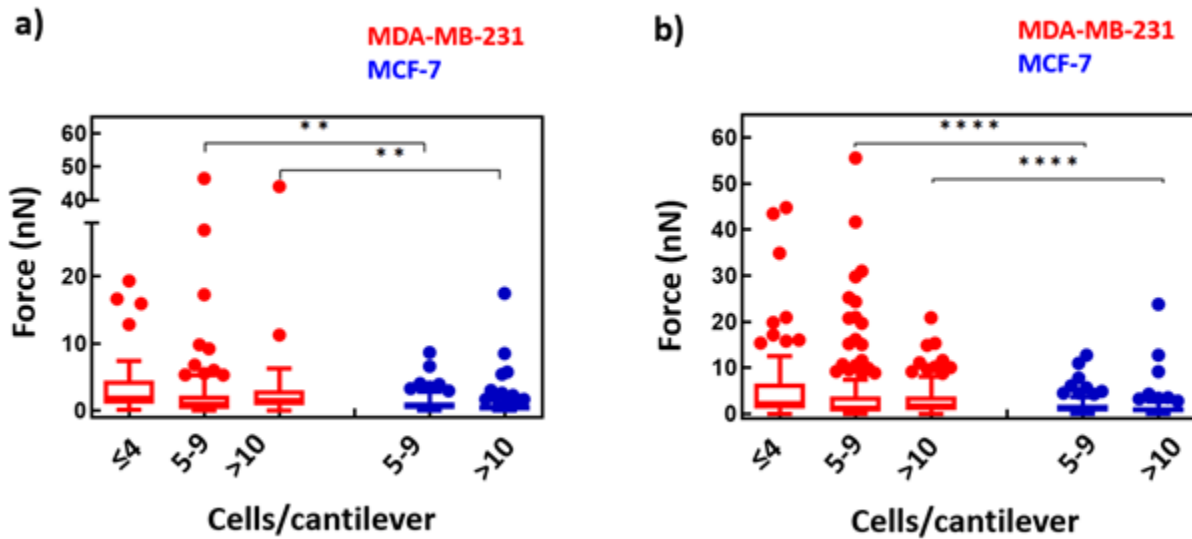 a)
MDA-MB-231
MCF-7
Force (nN)
60
50
40
20
10
0
* *
* *
≤4
5-9
>10
5-9
>10
Cells/cantilever
b)
MDA-MB-231
MCF-7
Force (nN)
60
50
40
30
20
10
0
* * * *
* * * *
≤4
5-9
>10
5-9
>10
Cells/cantilever